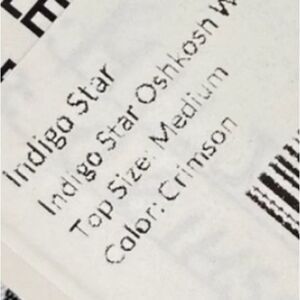 Indigo Star
Indigo Star Oshkosh W
Top Size: Medium
Color: Crimson